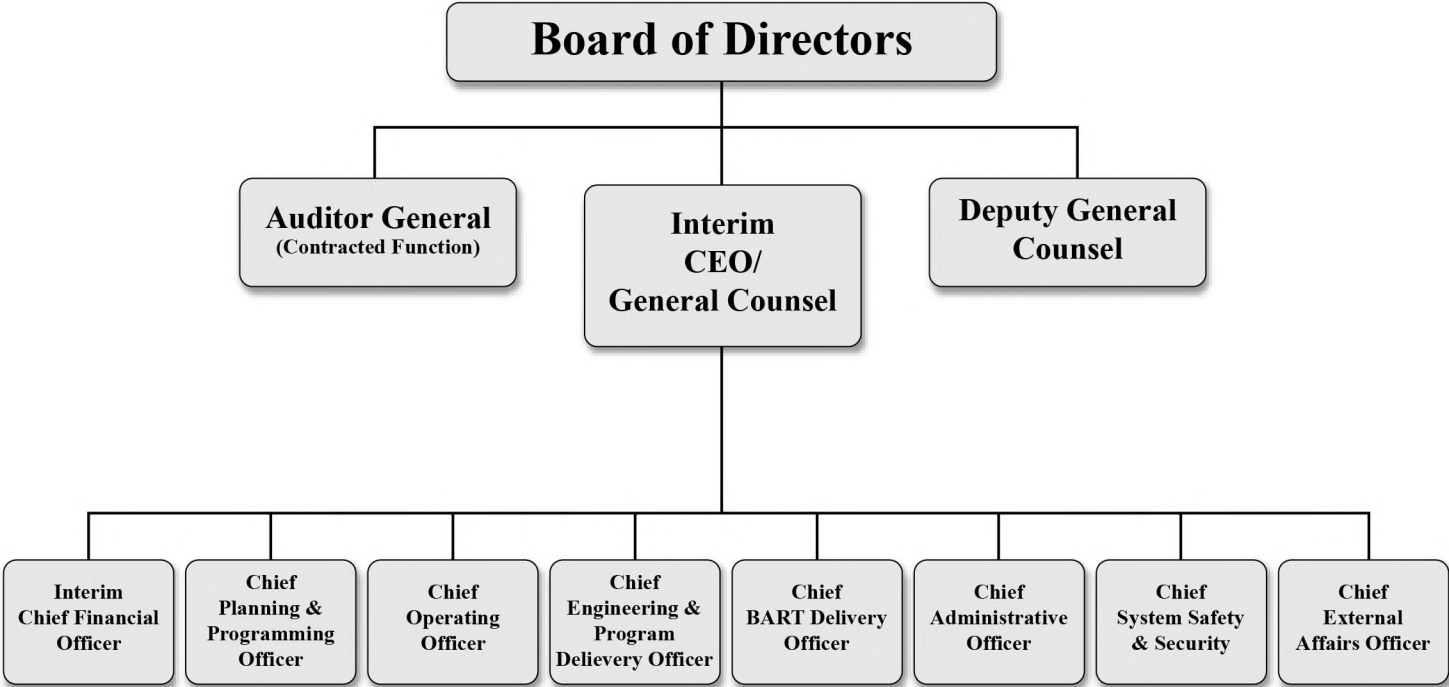 Board of Directors
Auditor General
(Contracted Function)
Interim
CEO/
General Counsel
Deputy General
Counsel
Interim
Chief Financial
Officer
Chief
Planning &
Programming
Officer
Chief
Operating
Officer
Chief
Engineering &
Program
Delievery Officer
Chief
BART Delivery
Officer
Chief
Administrative
Officer
Chief
System Safety
& Security
Chief
External
Affairs Officer